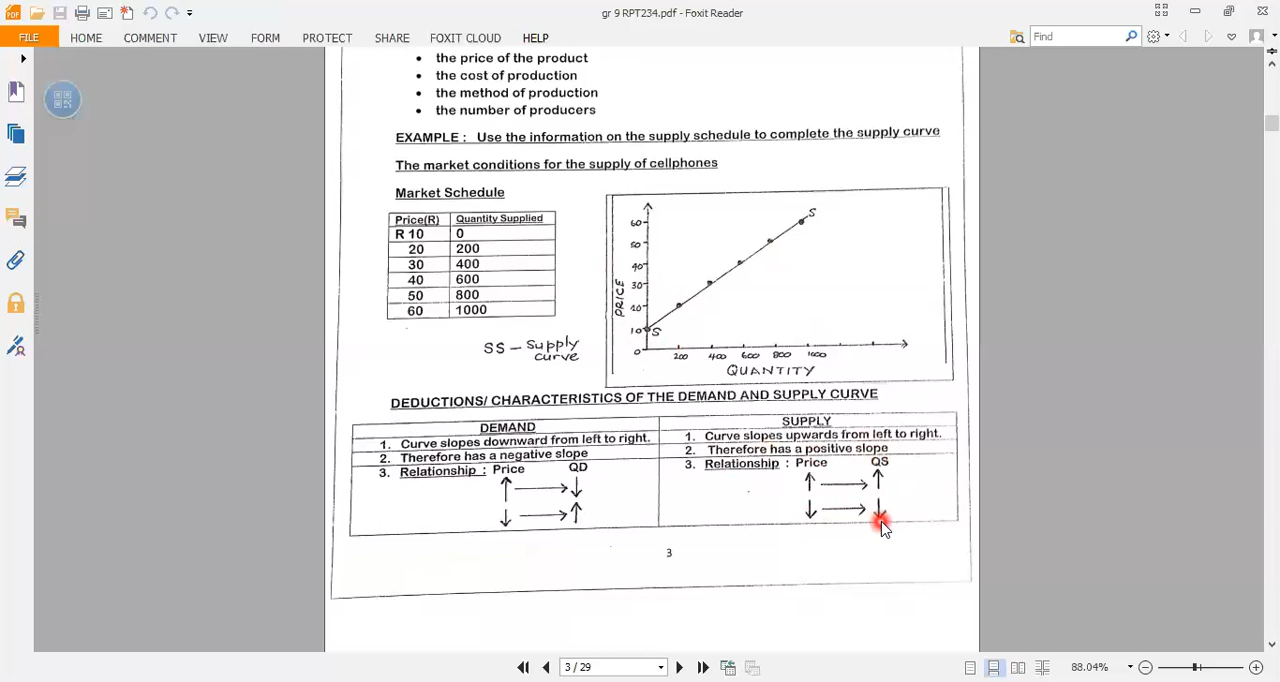 gr 9 RPT234.pdf - Foxit Reader
FILE HOME COMMENT VIEW FORM PROTECT SHARE FOXIT CLOUD HELP
Find
• the price of the product
• the cost of production
• the method of production
• the number of producers
EXAMPLE : Use the information on the supply schedule to complete the supply curve
The market conditions for the supply of cellphones
Market Schedule
Price(R) Quantity Supplied
R 10 0
20 200
30 400
40 600
50 800
60 1000
SS – Supply
curve
S
60
50
40
30
20
10
S
0
PRICE
200 400 600 800 1000
QUANTITY
DEDUCTIONS/ CHARACTERISTICS OF THE DEMAND AND SUPPLY CURVE
DEMAND
1. Curve slopes downward from left to right.
2. Therefore has a negative slope
3. Relationship : Price QD
↑ → ↓
↓ → ↑
SUPPLY
1. Curve slopes upwards from left to right.
2. Therefore has a positive slope
3. Relationship : Price QS
↑ → ↑
↓ → ↓
3
3 / 29
88.04%